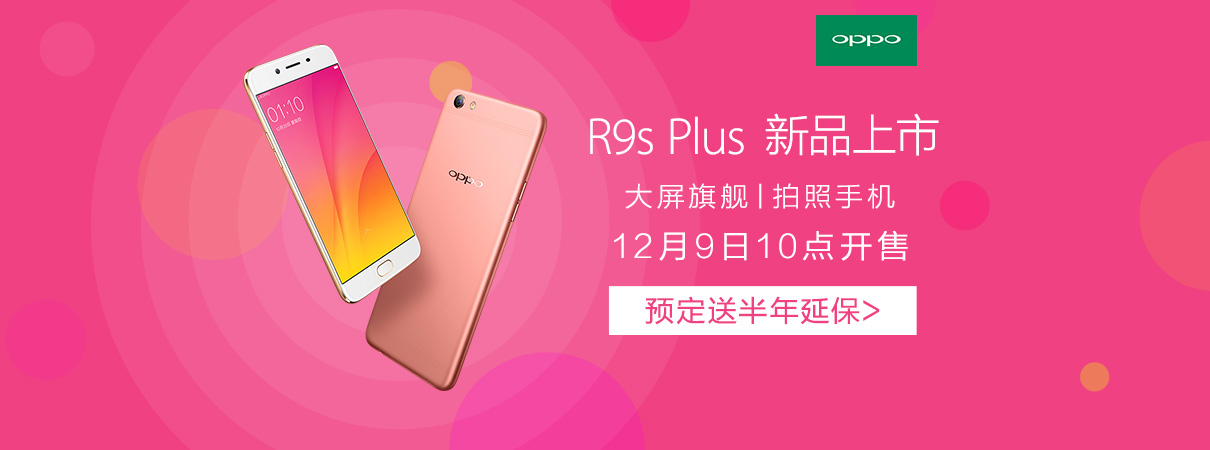 oppo
R9s Plus 新品上市
大屏旗舰|拍照手机
12月9日10点开售
预定送半年延保>
01:10
oppo